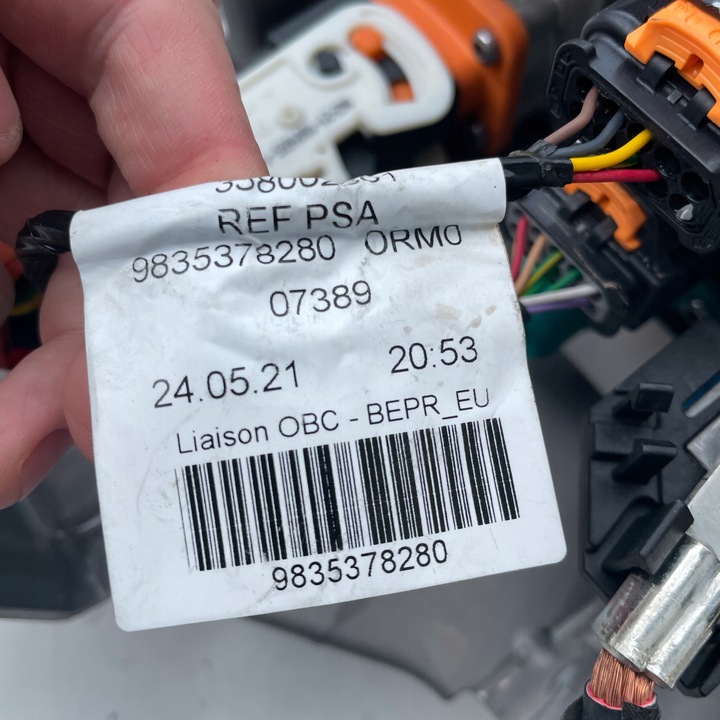 REF PSA
9835378280 ORM0
07389
24.05.21 20:53
Liaison OBC - BEPR_EU
9835378280